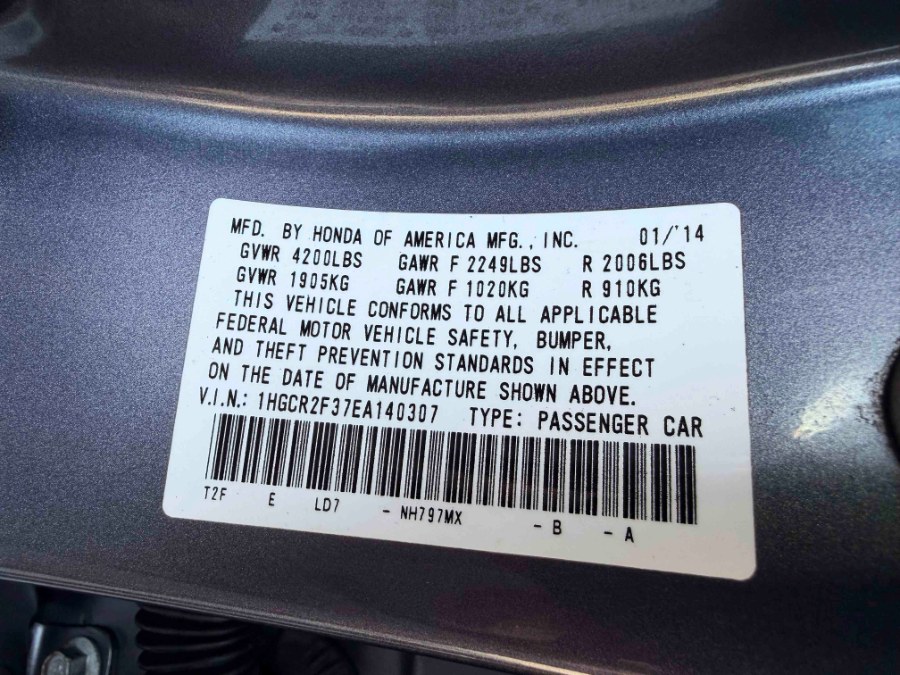 MFD. BY HONDA OF AMERICA MFG., INC. 01/'14
GVWR 4200LBS GAWR F 2249LBS R 2006LBS
GVWR 1905KG GAWR F 1020KG R 910KG
THIS VEHICLE CONFORMS TO ALL APPLICABLE
FEDERAL MOTOR VEHICLE SAFETY, BUMPER,
AND THEFT PREVENTION STANDARDS IN EFFECT
ON THE DATE OF MANUFACTURE SHOWN ABOVE.
V.I.N.: 1HGCR2F37EA140307 TYPE: PASSENGER CAR
T2F E LD7 - NH797MX - B - A